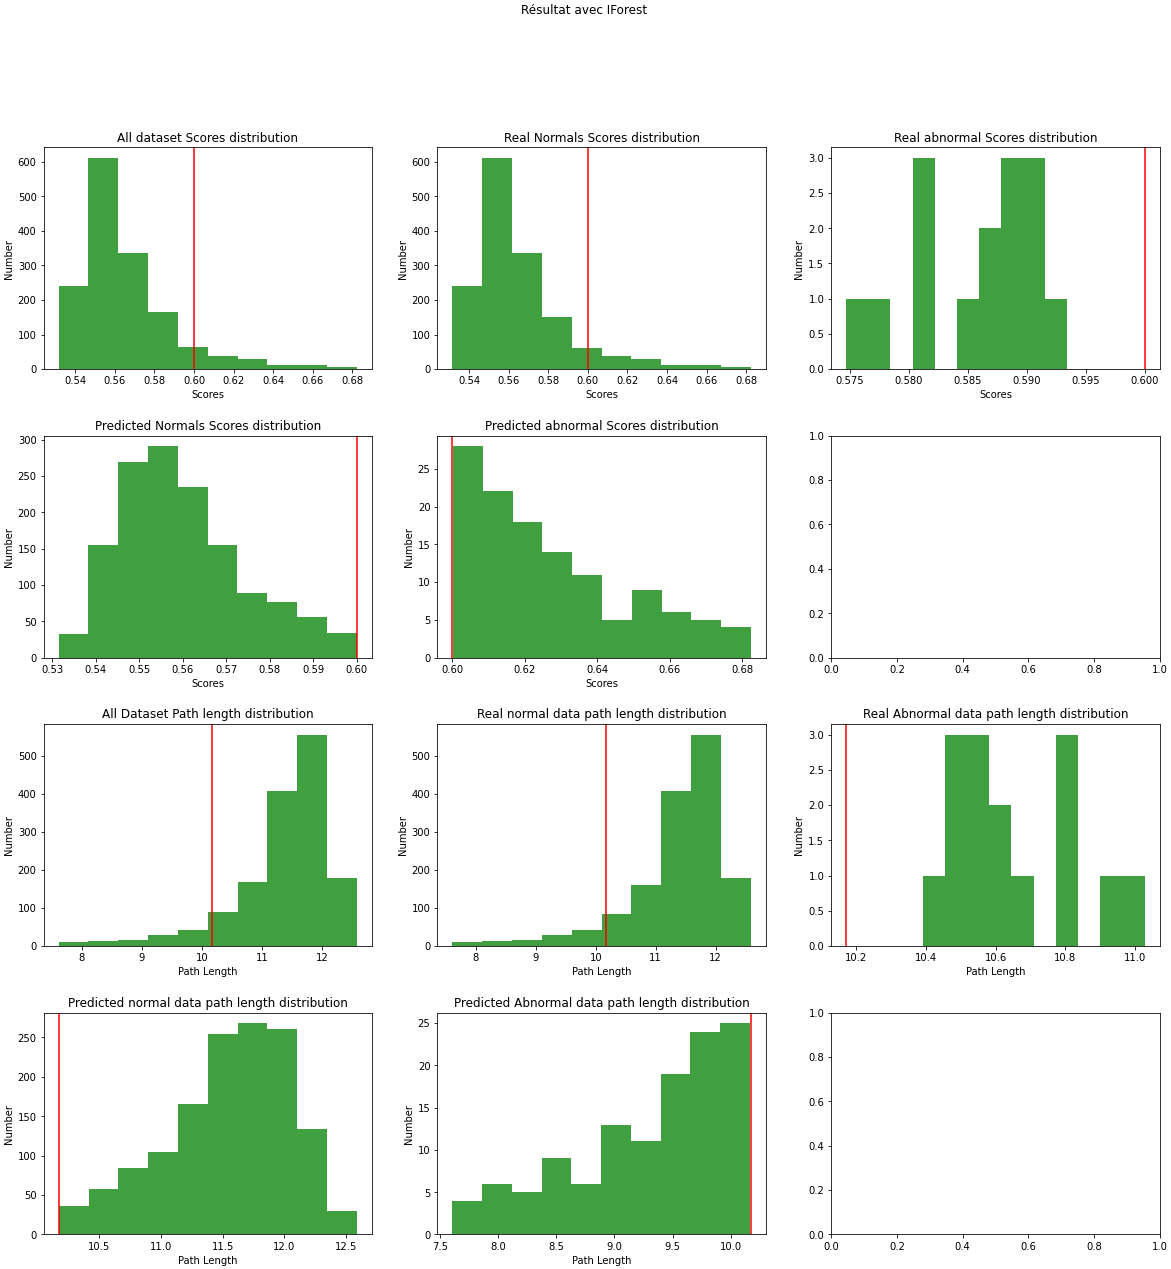 Résultat avec IForest
All dataset Scores distribution
Number
600
500
400
300
200
100
0
0.54 0.56 0.58 0.60 0.62 0.64 0.66 0.68
Scores
Real Normals Scores distribution
Number
600
500
400
300
200
100
0
0.54 0.56 0.58 0.60 0.62 0.64 0.66 0.68
Scores
Real abnormal Scores distribution
Number
3.0
2.5
2.0
1.5
1.0
0.5
0.0
0.575 0.580 0.585 0.590 0.595 0.600
Scores
Predicted Normals Scores distribution
Number
300
250
200
150
100
50
0
0.53 0.54 0.55 0.56 0.57 0.58 0.59 0.60
Scores
Predicted abnormal Scores distribution
Number
25
20
15
10
5
0
0.60 0.62 0.64 0.66 0.68
Scores
1.0
0.8
0.6
0.4
0.2
0.0
0.0 0.2 0.4 0.6 0.8 1.0
All Dataset Path length distribution
Number
500
400
300
200
100
0
8 9 10 11 12
Path Length
Real normal data path length distribution
Number
500
400
300
200
100
0
8 9 10 11 12
Path Length
Real Abnormal data path length distribution
Number
3.0
2.5
2.0
1.5
1.0
0.5
0.0
10.2 10.4 10.6 10.8 11.0
Path Length
Predicted normal data path length distribution
Number
250
200
150
100
50
0
10.5 11.0 11.5 12.0 12.5
Path Length
Predicted Abnormal data path length distribution
Number
25
20
15
10
5
0
7.5 8.0 8.5 9.0 9.5 10.0
Path Length
1.0
0.8
0.6
0.4
0.2
0.0
0.0 0.2 0.4 0.6 0.8 1.0